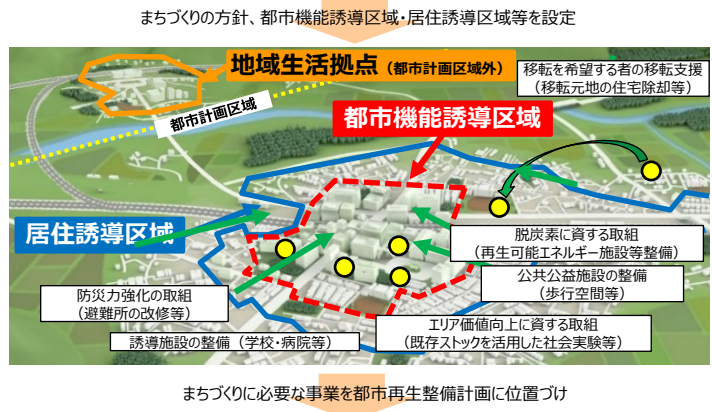 まちづくりの方針、都市機能誘導区域・居住誘導区域等を設定
地域生活拠点（都市計画区域外）
移転を希望する者の移転支援
（移転元地の住宅除却等）
都市計画区域
都市機能誘導区域
居住誘導区域
脱炭素に資する取組
（再生可能エネルギー施設等整備）
公共公益施設の整備
（歩行空間等）
防災力強化の取組
（避難所の改修等）
エリア価値向上に資する取組
（既存ストックを活用した社会実験等）
誘導施設の整備（学校・病院等）
まちづくりに必要な事業を都市再生整備計画に位置づけ